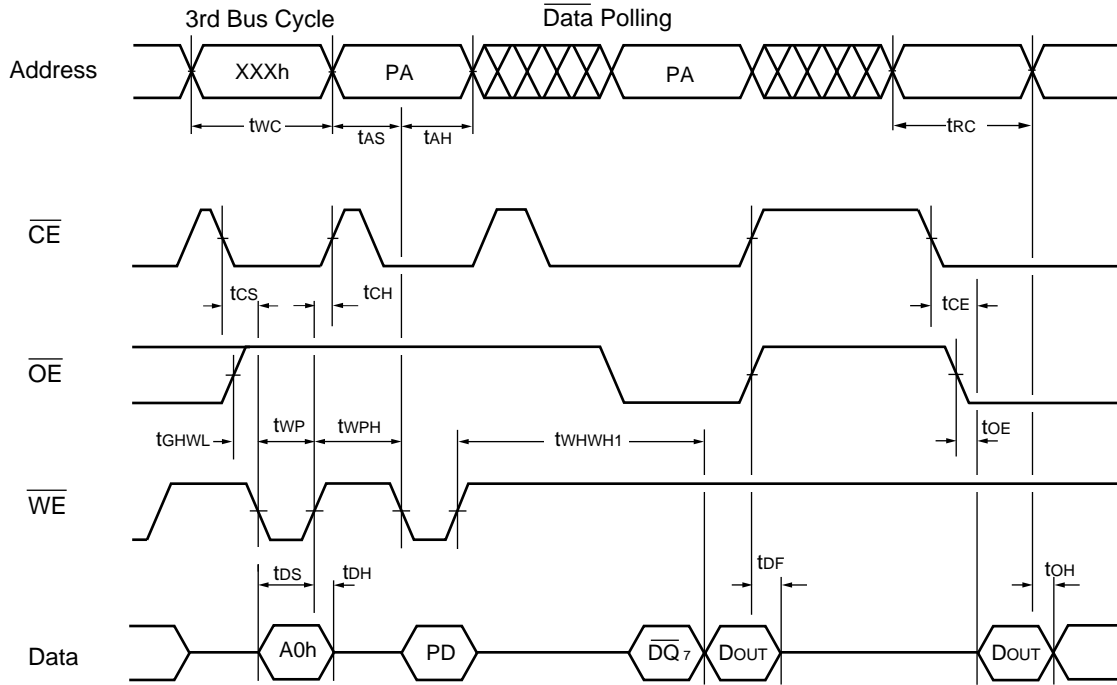 3rd Bus Cycle
Data Polling
Address
XXXh
PA
PA
tWC
tAS
tAH
tRC
CE
tCS
tCH
tCE
OE
tGHWL
tWP
tWPH
tWHWH1
tOE
WE
tDS
tDH
tDF
tOH
Data
A0h
PD
DQ7
DOUT
DOUT